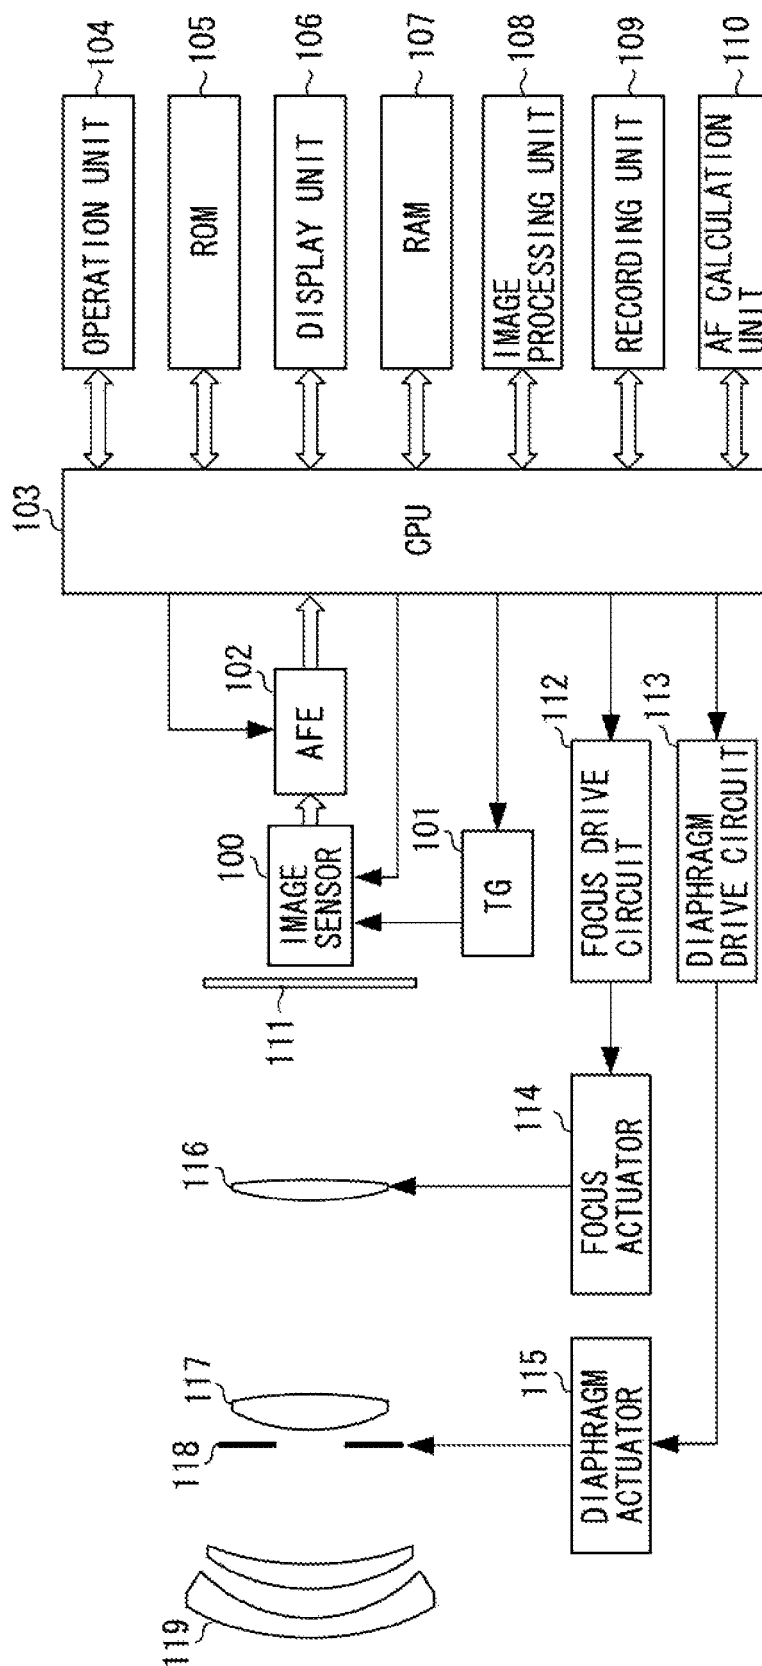 104
OPERATION UNIT
105
ROM
106
DISPLAY UNIT
107
RAM
108
IMAGE
PROCESSING UNIT
109
RECORDING UNIT
110
AF CALCULATION
UNIT
103
CPU
102
AFE
100
IMAGE
SENSOR
101
TG
111
112
FOCUS DRIVE
CIRCUIT
113
DIAPHRAGM
DRIVE CIRCUIT
114
FOCUS
ACTUATOR
115
DIAPHRAGM
ACTUATOR
116
117
118
119